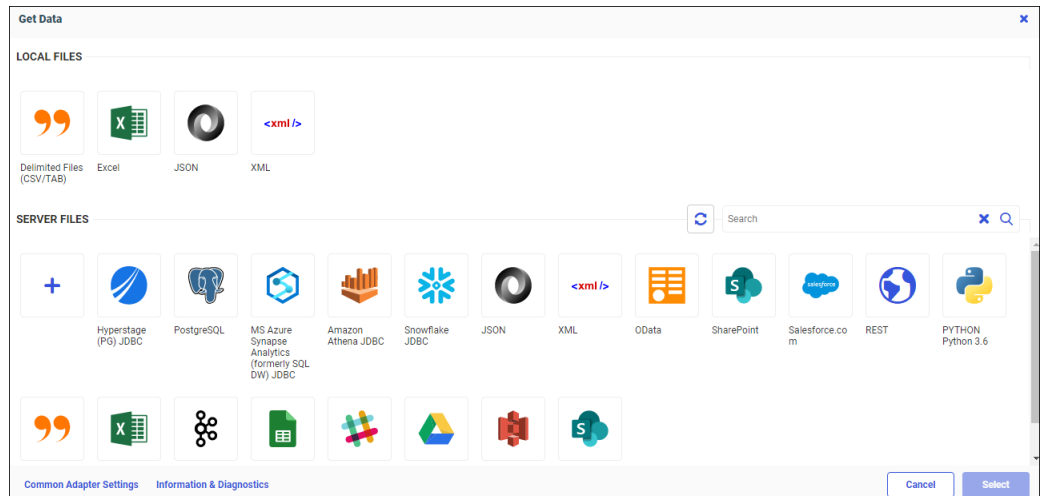 Get Data
LOCAL FILES
<xml />
Delimited Files
(CSV/TAB)
Excel
JSON
XML
SERVER FILES
Search
<xml />
salesforce
Hyperstage
(PG) JDBC
PostgreSQL
MS Azure
Synapse
Analytics
(formerly SQL
DW) JDBC
Amazon
Athena JDBC
Snowflake
JDBC
JSON
XML
OData
SharePoint
Salesforce.co
m
REST
PYTHON
Python 3.6
Common Adapter Settings
Information & Diagnostics
Cancel
Select